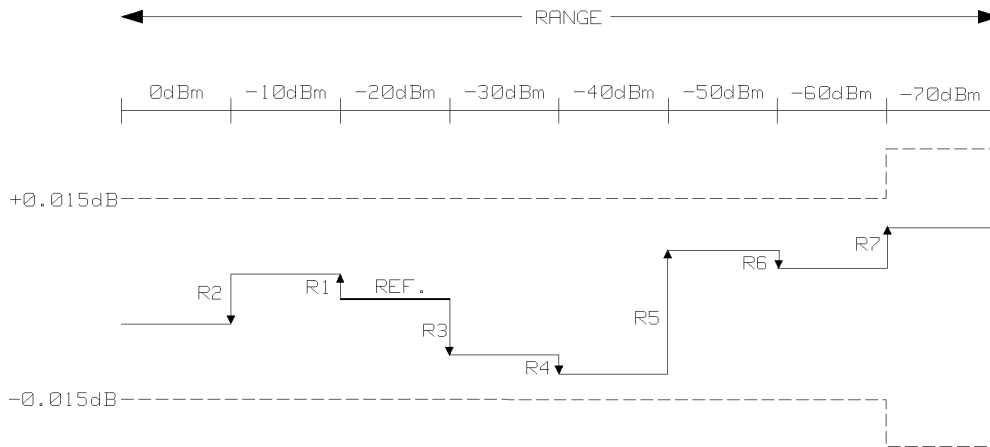 RANGE
0dBm -10dBm -20dBm -30dBm -40dBm -50dBm -60dBm -70dBm
+0.015dB
R2 R1 REF. R3 R4 R5 R6 R7
-0.015dB